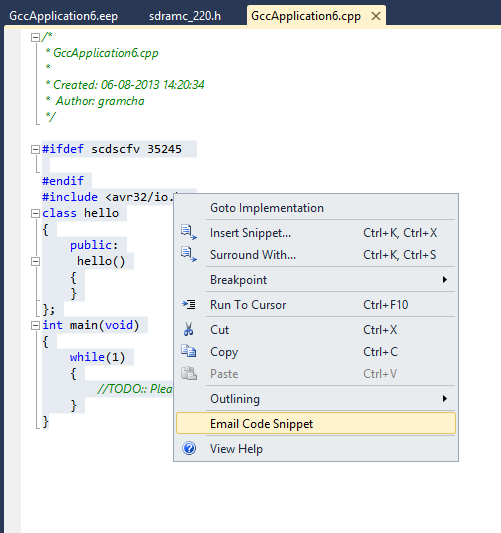 GccApplication6.eep sdramc_220.h GccApplication6.cpp
/*
* GccApplication6.cpp
*
* Created: 06-08-2013 14:20:34
* Author: gramcha
*/
#ifdef scdscfv 35245
#endif
#include <avr32/io.
class hello
{
public:
hello()
{
}
};
int main(void)
{
while(1)
{
//TODO:: Plea
}
}
Goto Implementation
Insert Snippet... Ctrl+K, Ctrl+X
Surround With... Ctrl+K, Ctrl+S
Breakpoint
Run To Cursor Ctrl+F10
Cut Ctrl+X
Copy Ctrl+C
Paste Ctrl+V
Outlining
Email Code Snippet
View Help